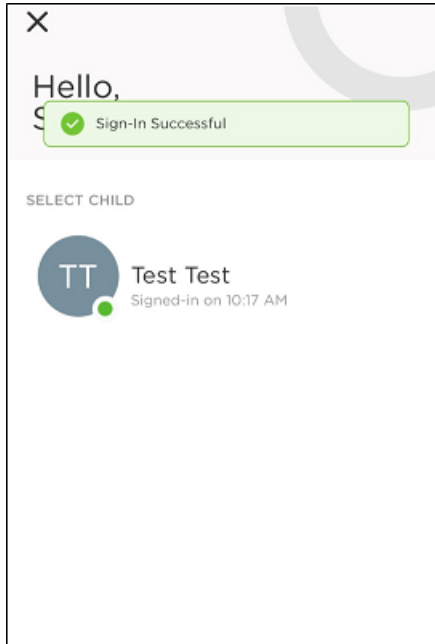 Hello,
Sign-In Successful
SELECT CHILD
TT
Test Test
Signed-in on 10:17 AM